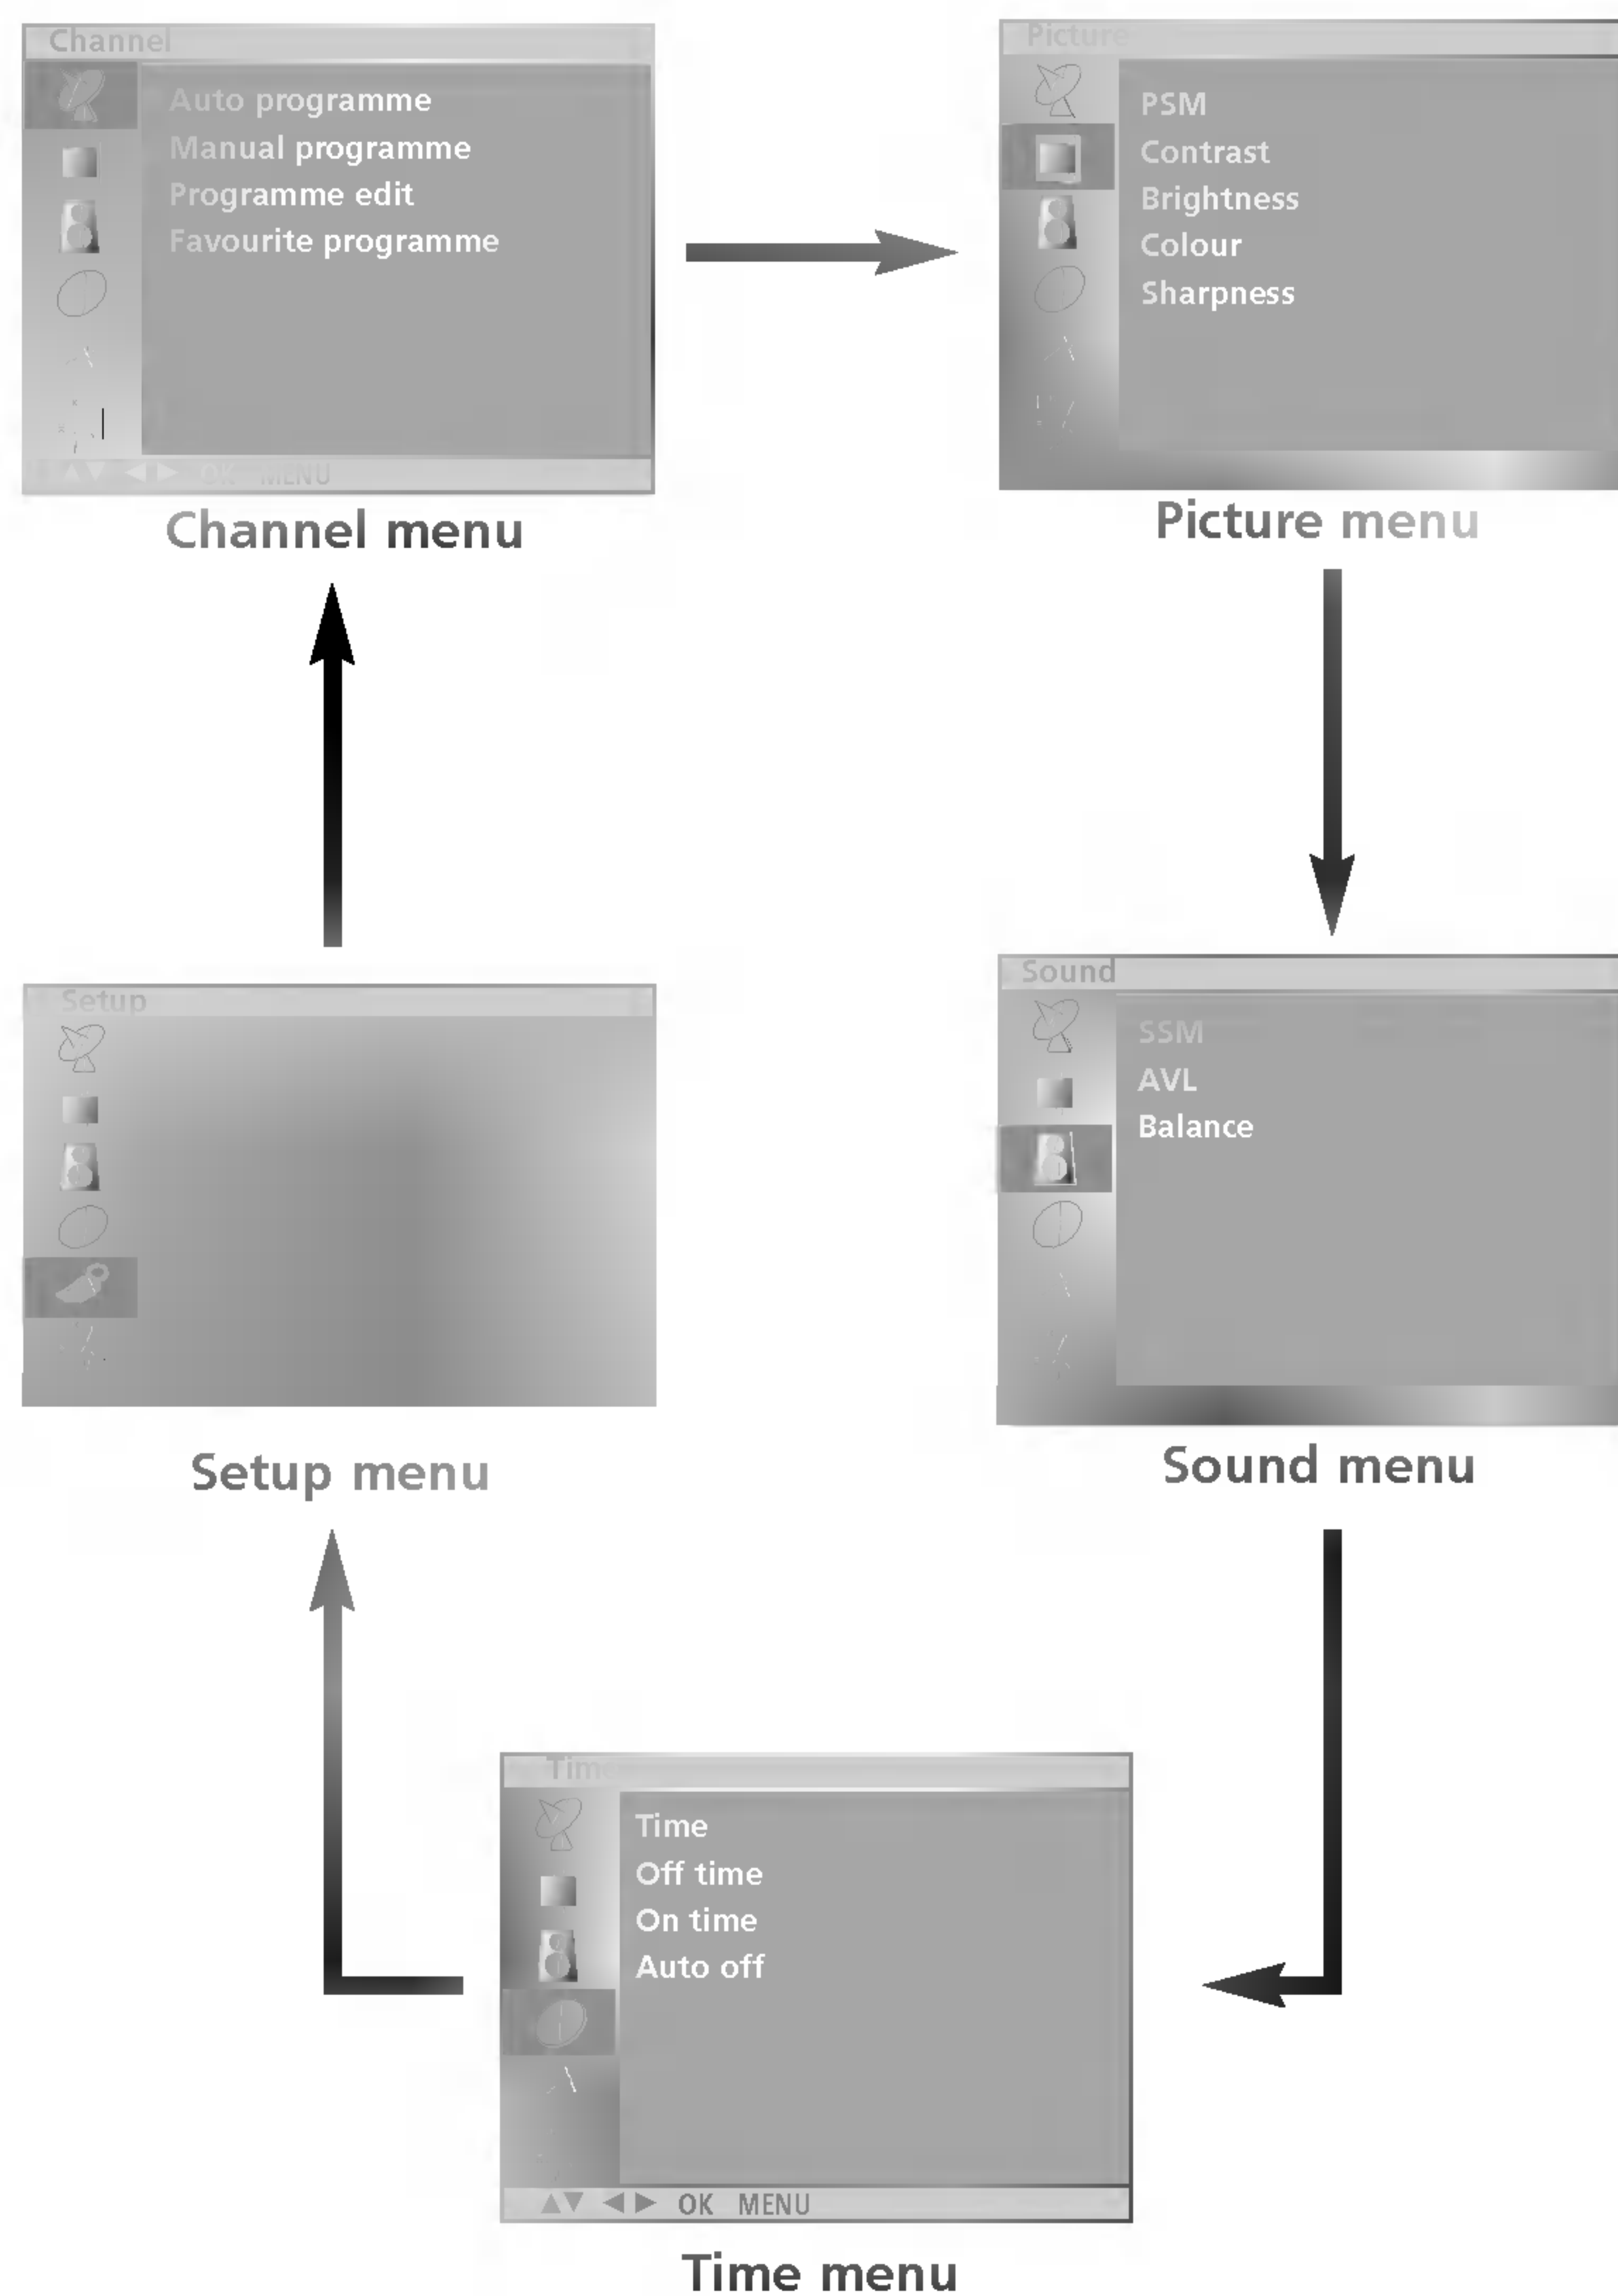 Channel
Auto programme
Manual programme
Programme edit
Favourite programme
▲▼ ◀▶ OK MENU
Channel menu
Picture
PSM
Contrast
Brightness
Colour
Sharpness
Picture menu
Setup
Setup menu
Sound
SSM
AVL
Balance
Sound menu
Time
Time
Off time
On time
Auto off
▲▼ ◀▶ OK MENU
Time menu